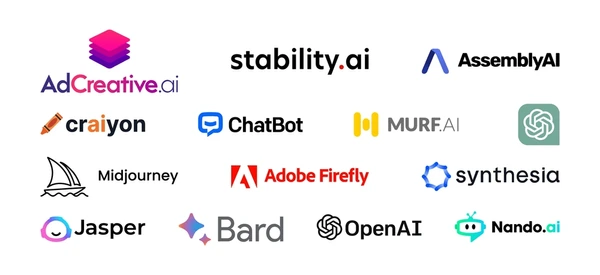 AdCreative.ai
stability.ai
AssemblyAI
craiyon
ChatBot
MURF.AI
Midjourney
Adobe Firefly
synthesia
Jasper
Bard
OpenAI
Nando.ai